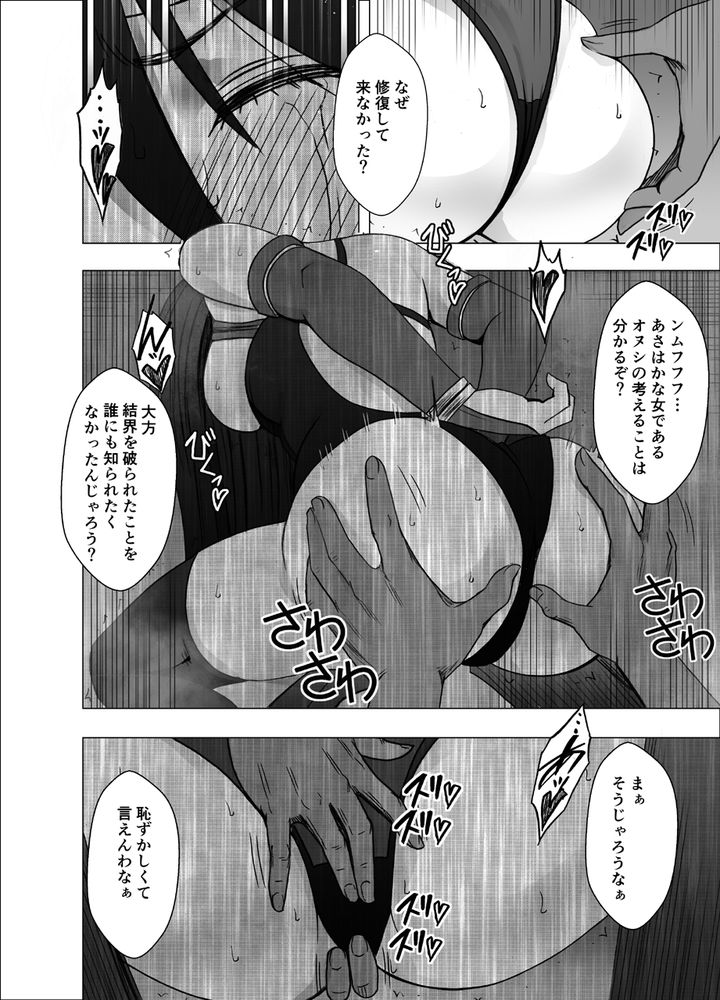 なぜ
修復して
来なかった？
ズリ♡
ズリ♡
…っ♥
びくっ♡
ンムフフフ…
あさはかな女である
オヌシの考えることは
分かるぞ？
大方
結界を破られたことを
誰にも知られたく
なかったんじゃろう？
さわ
さわ
さわ
さわ
まぁ
そうじゃろうなぁ
…あっ♥
ズリ♡
ズリ♡
ズリ♡
ズリ♡
恥ずかしくて
言えんわなぁ